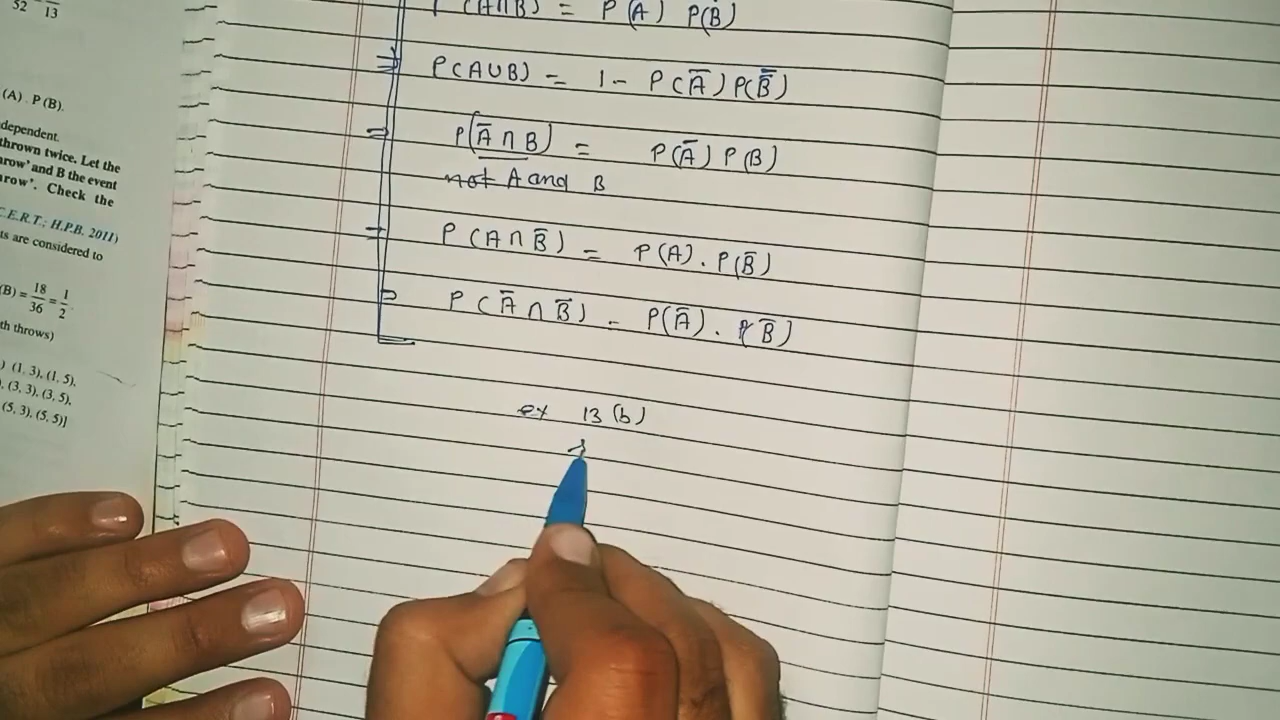 52 13
(A) . P (B).
dependent.
thrown twice. Let the
row' and B the event
row'. Check the
C.E.R.T.; H.P.B. 2011)
ts are considered to
(B) = 18/36 = 1/2.
th throws)
) (1, 3), (1, 5),
, (3, 3), (3, 5),
(5, 3), (5, 5)]
P(A∩B) = P(A) P(B)
⇒ P(A∪B) = 1 - P(A̅) P(B̅)
⇒ P(A̅ ∩ B) = P(A̅) P(B)
not A and B
⇒ P(A∩B̅) = P(A) . P(B̅)
⇒ P(A̅ ∩ B̅) = P(A̅) . P(B̅)
ex 13 (b)